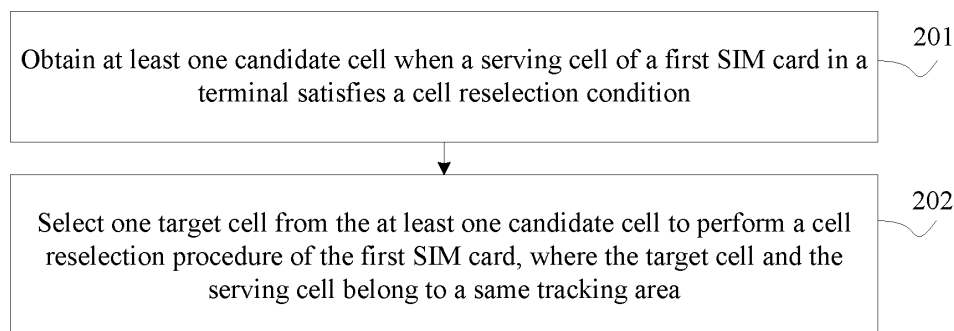 201
Obtain at least one candidate cell when a serving cell of a first SIM card in a
terminal satisfies a cell reselection condition
202
Select one target cell from the at least one candidate cell to perform a cell
reselection procedure of the first SIM card, where the target cell and the
serving cell belong to a same tracking area